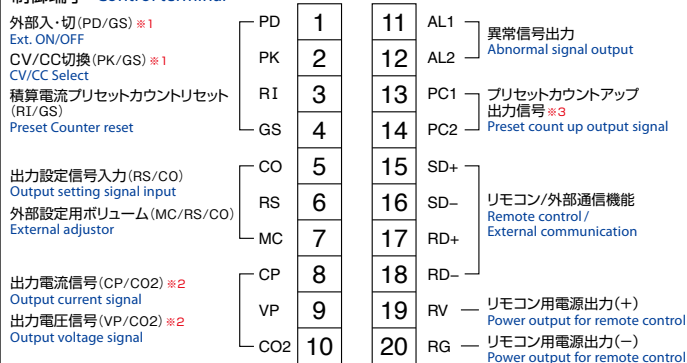 制御端子 Control terminal
外部入・切(PD/GS)※1
Ext. ON/OFF
CV/CC切換(PK/GS)※1
CV/CC Select
積算電流プリセットカウントリセット
(RI/GS)
Preset Counter reset
PD 1
PK 2
RI 3
GS 4
出力設定信号入力(RS/CO)
Output setting signal input
外部設定用ボリューム(MC/RS/CO)
External adjustor
CO 5
RS 6
MC 7
出力電流信号(CP/CO2)※2
Output current signal
出力電圧信号(VP/CO2)※2
Output voltage signal
CP 8
VP 9
CO2 10
11 AL1
12 AL2
異常信号出力
Abnormal signal output
13 PC1
14 PC2
プリセットカウントアップ
出力信号※3
Preset count up output signal
15 SD+
16 SD−
17 RD+
18 RD−
リモコン/外部通信機能
Remote control /
External communication
19 RV リモコン用電源出力(+)
Power output for remote control
20 RG リモコン用電源出力(−)
Power output for remote control